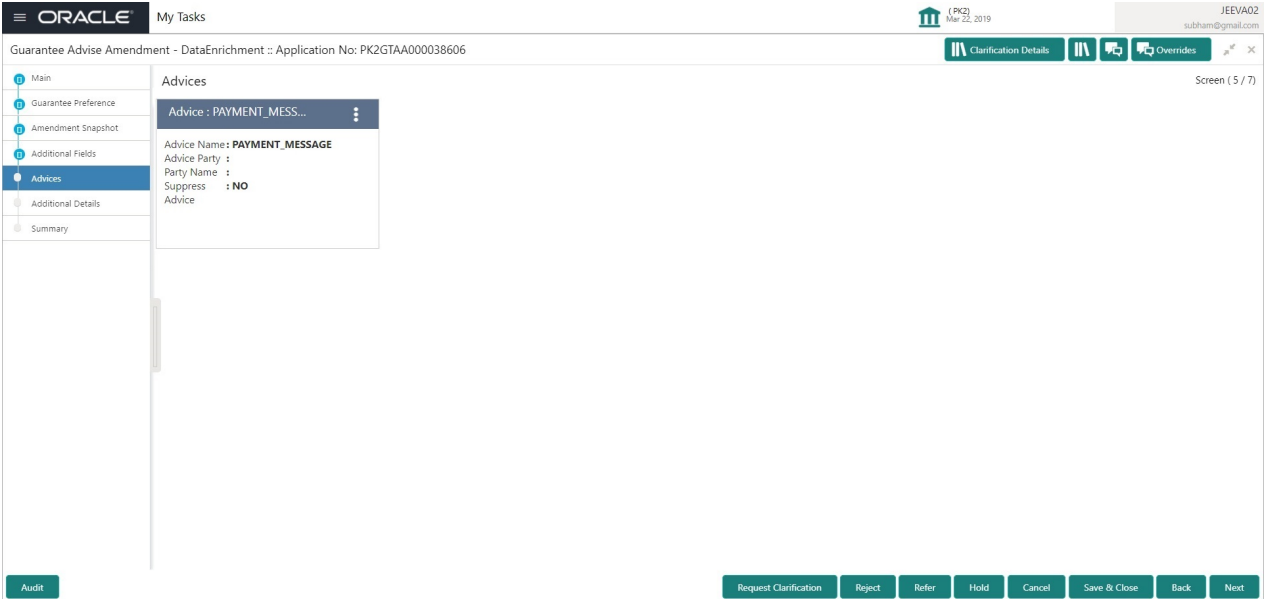 ORACLE
My Tasks
( PK2)
Mar 22, 2019
JEEVA02
subham@gmail.com
Guarantee Advise Amendment - DataEnrichment :: Application No: PK2GTAA000038606
Clarification Details
Overrides
Main
Guarantee Preference
Amendment Snapshot
Additional Fields
Advices
Additional Details
Summary
Advices
Screen ( 5 / 7)
Advice : PAYMENT_MESS...
Advice Name : PAYMENT_MESSAGE
Advice Party :
Party Name :
Suppress : NO
Advice
Audit
Request Clarification
Reject
Refer
Hold
Cancel
Save & Close
Back
Next